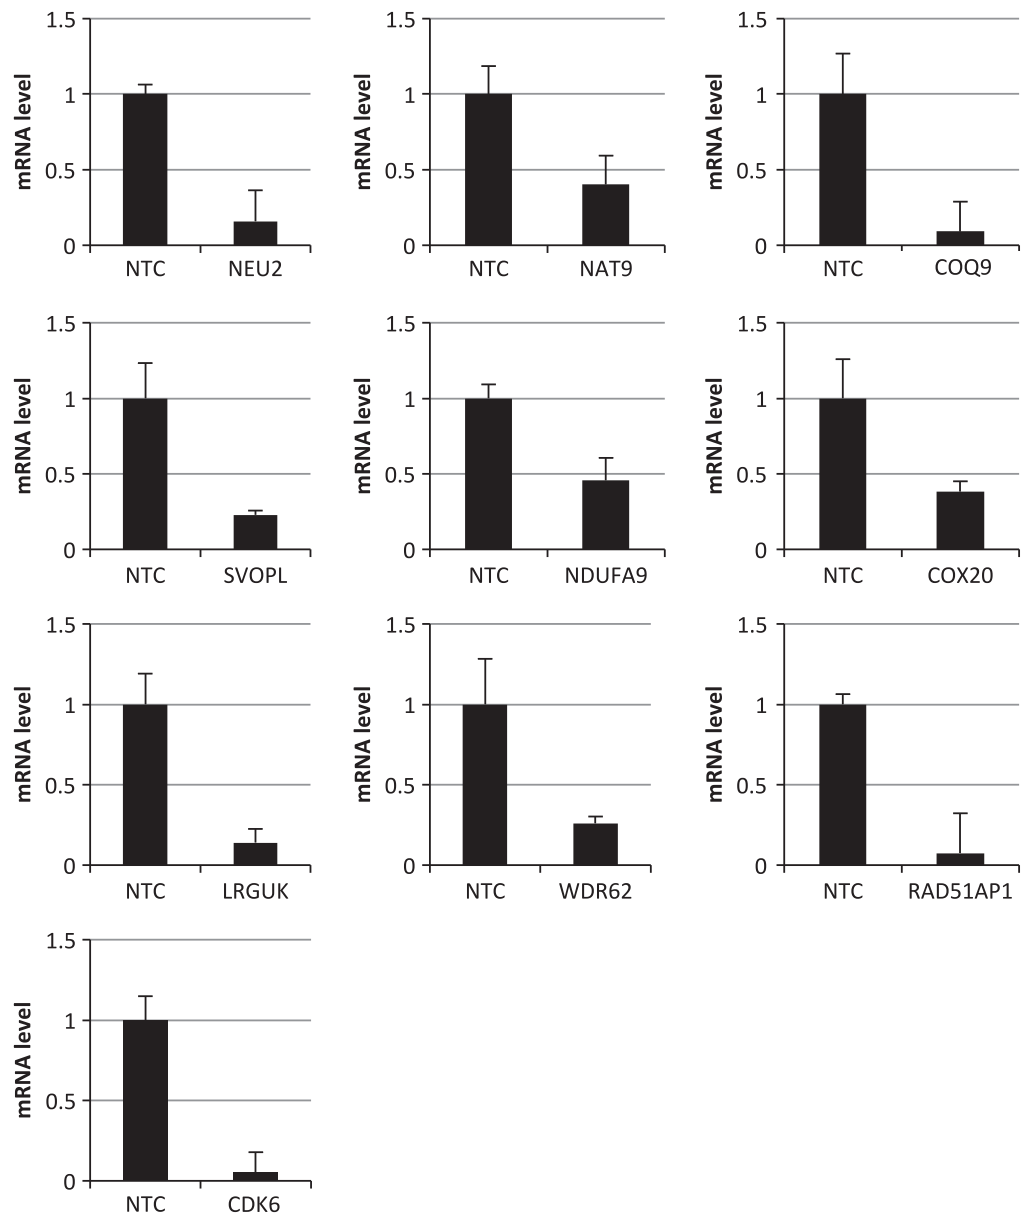 1.5
1
0.5
0
mRNA level
NTC
NEU2
1.5
1
0.5
0
mRNA level
NTC
NAT9
1.5
1
0.5
0
mRNA level
NTC
COQ9
1.5
1
0.5
0
mRNA level
NTC
SVOPL
1.5
1
0.5
0
mRNA level
NTC
NDUFA9
1.5
1
0.5
0
mRNA level
NTC
COX20
1.5
1
0.5
0
mRNA level
NTC
LRGUK
1.5
1
0.5
0
mRNA level
NTC
WDR62
1.5
1
0.5
0
mRNA level
NTC
RAD51AP1
1.5
1
0.5
0
mRNA level
NTC
CDK6